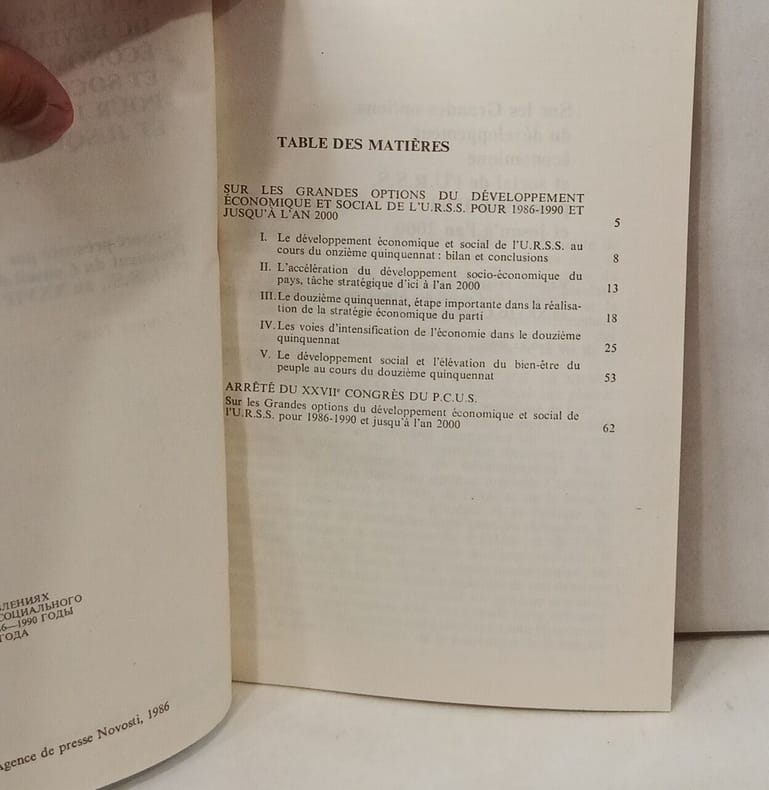 ЛЕНИЯХ
СОЦИАЛЬНОГО
6—1990 ГОДЫ
ГОДА
Agence de presse Novosti, 1986
TABLE DES MATIÈRES
SUR LES GRANDES OPTIONS DU DÉVELOPPEMENT
ÉCONOMIQUE ET SOCIAL DE L'U.R.S.S. POUR 1986-1990 ET
JUSQU'À L'AN 2000 5
I. Le développement économique et social de l'U.R.S.S. au
cours du onzième quinquennat : bilan et conclusions 8
II. L'accélération du développement socio-économique du
pays, tâche stratégique d'ici à l'an 2000 13
III. Le douzième quinquennat, étape importante dans la réalisa-
tion de la stratégie économique du parti 18
IV. Les voies d'intensification de l'économie dans le douzième
quinquennat 25
V. Le développement social et l'élévation du bien-être du
peuple au cours du douzième quinquennat 53
ARRÊTÉ DU XXVIIe CONGRÈS DU P.C.U.S.
Sur les Grandes options du développement économique et social de
l'U.R.S.S. pour 1986-1990 et jusqu'à l'an 2000 62